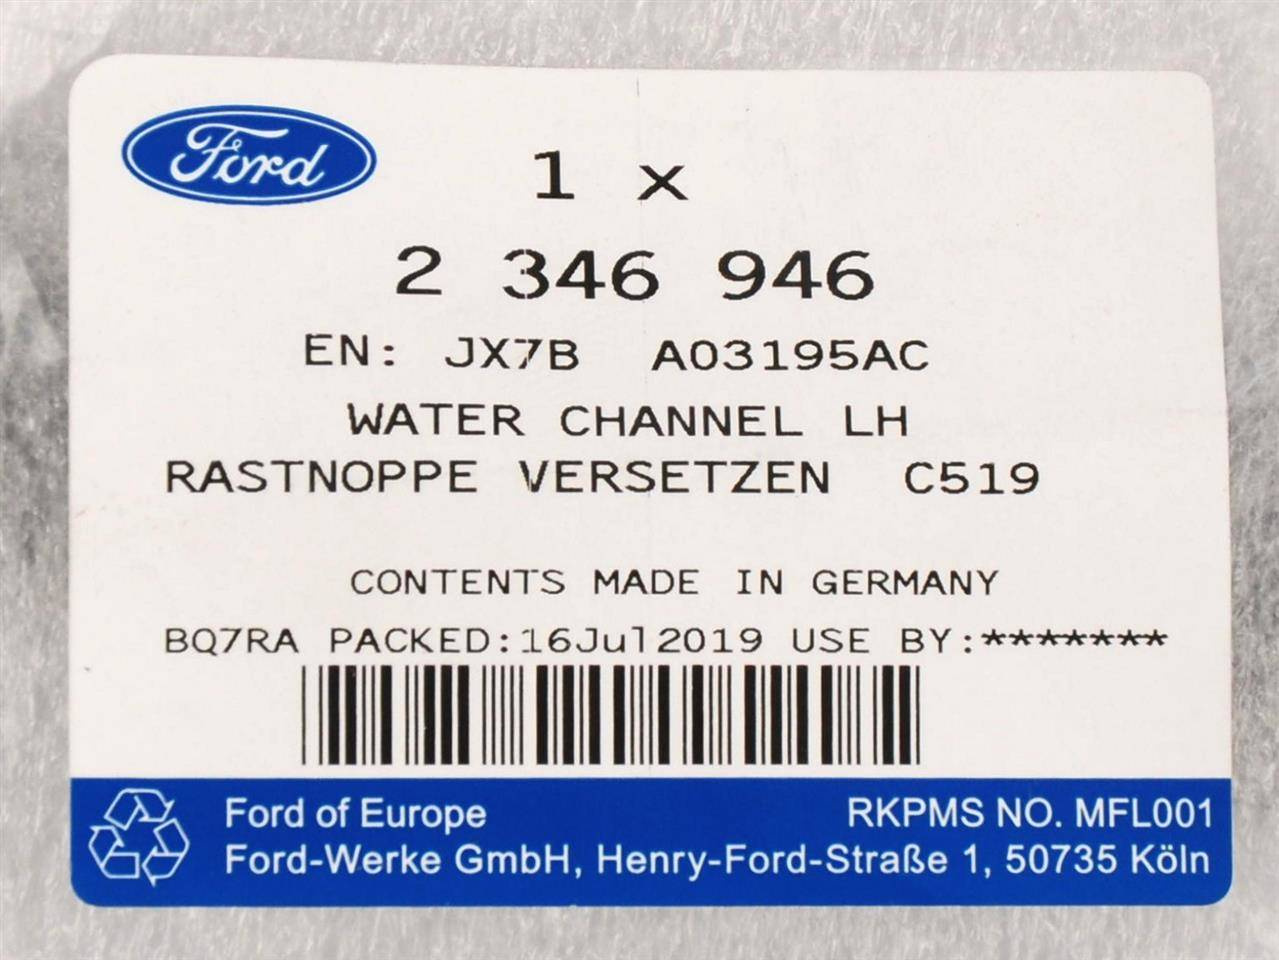 Ford
1 x
2 346 946
EN: JX7B A03195AC
WATER CHANNEL LH
RASTNOPPE VERSETZEN C519
CONTENTS MADE IN GERMANY
BQ7RA PACKED:16Jul2019 USE BY:*******
Ford of Europe
RKPMS NO. MFL001
Ford-Werke GmbH, Henry-Ford-Straße 1, 50735 Köln